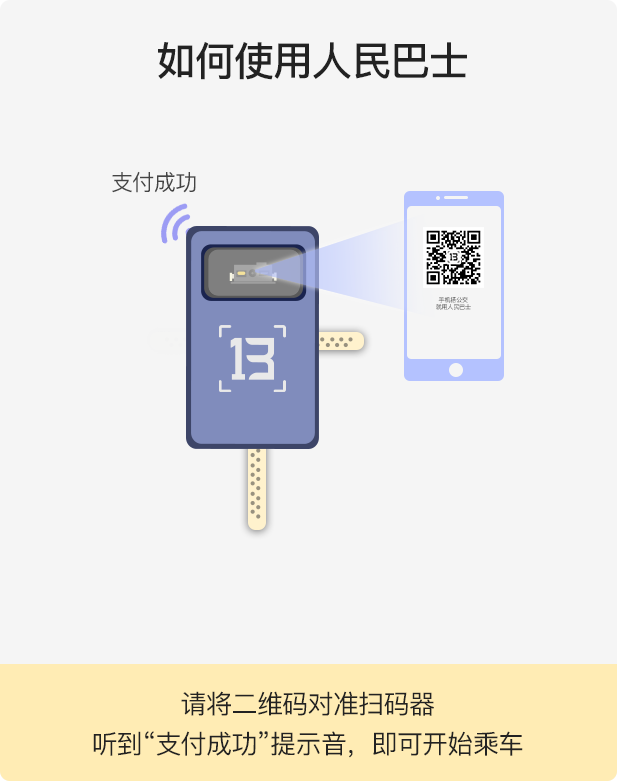 如何使用人民巴士
支付成功
13
手机搭公交
就用人民巴士
13
请将二维码对准扫码器
听到“支付成功”提示音，即可开始乘车